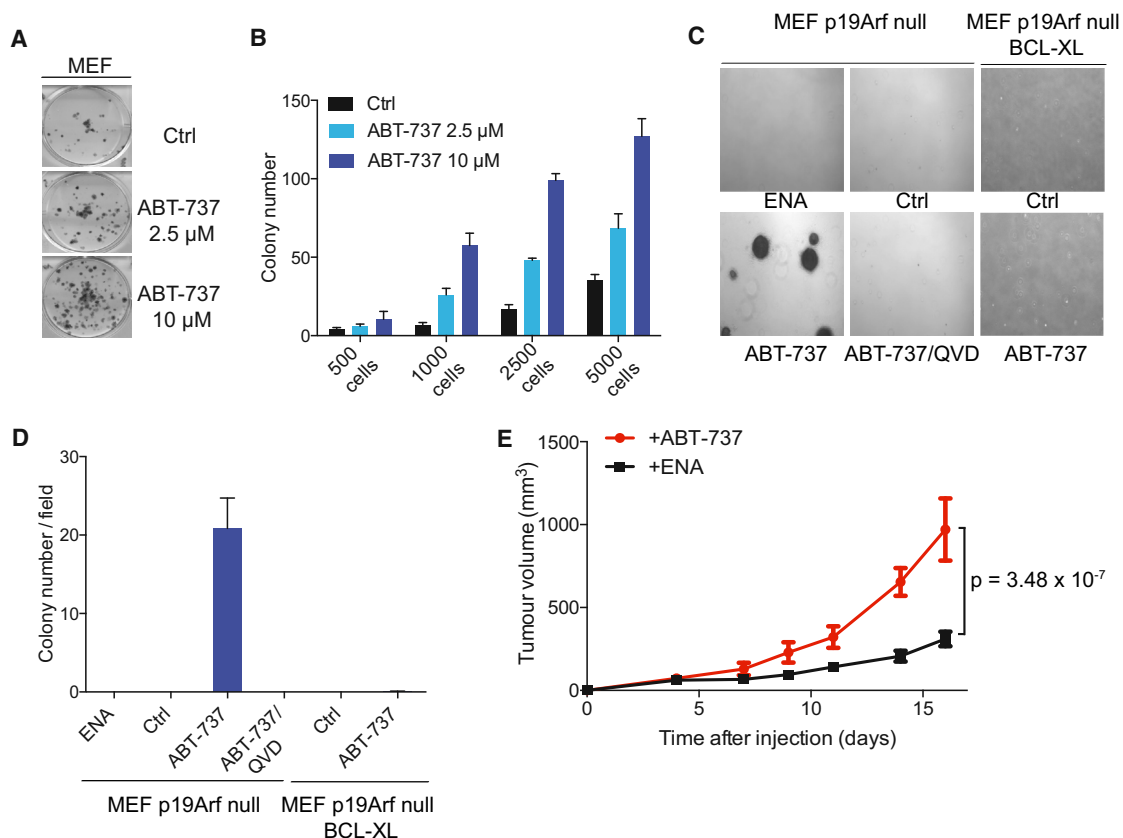 A
MEF
Ctrl
ABT-737
2.5 µM
ABT-737
10 µM
B
Colony number
150
100
50
0
Ctrl
ABT-737 2.5 µM
ABT-737 10 µM
500
cells
1000
cells
2500
cells
5000
cells
C
MEF p19Arf null
MEF p19Arf null
BCL-XL
ENA
Ctrl
Ctrl
ABT-737
ABT-737/QVD
ABT-737
D
Colony number / field
30
20
10
0
ENA
Ctrl
ABT-737
ABT-737/
QVD
Ctrl
ABT-737
MEF p19Arf null
MEF p19Arf null
BCL-XL
E
+ABT-737
+ENA
Tumour volume (mm³)
1500
1000
500
0
p = 3.48 x 10⁻⁷
0
5
10
15
Time after injection (days)